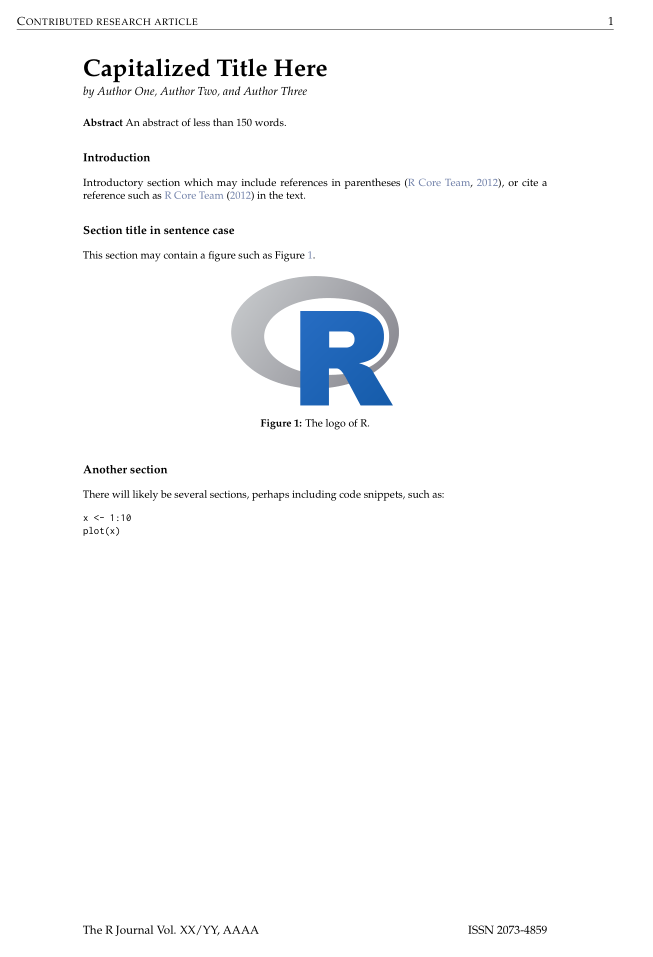 CONTRIBUTED RESEARCH ARTICLE 1
Capitalized Title Here
by Author One, Author Two, and Author Three
Abstract An abstract of less than 150 words.
Introduction
Introductory section which may include references in parentheses (R Core Team, 2012), or cite a
reference such as R Core Team (2012) in the text.
Section title in sentence case
This section may contain a figure such as Figure 1.
R
Figure 1: The logo of R.
Another section
There will likely be several sections, perhaps including code snippets, such as:
x <- 1:10
plot(x)
The R Journal Vol. XX/YY, AAAA ISSN 2073-4859